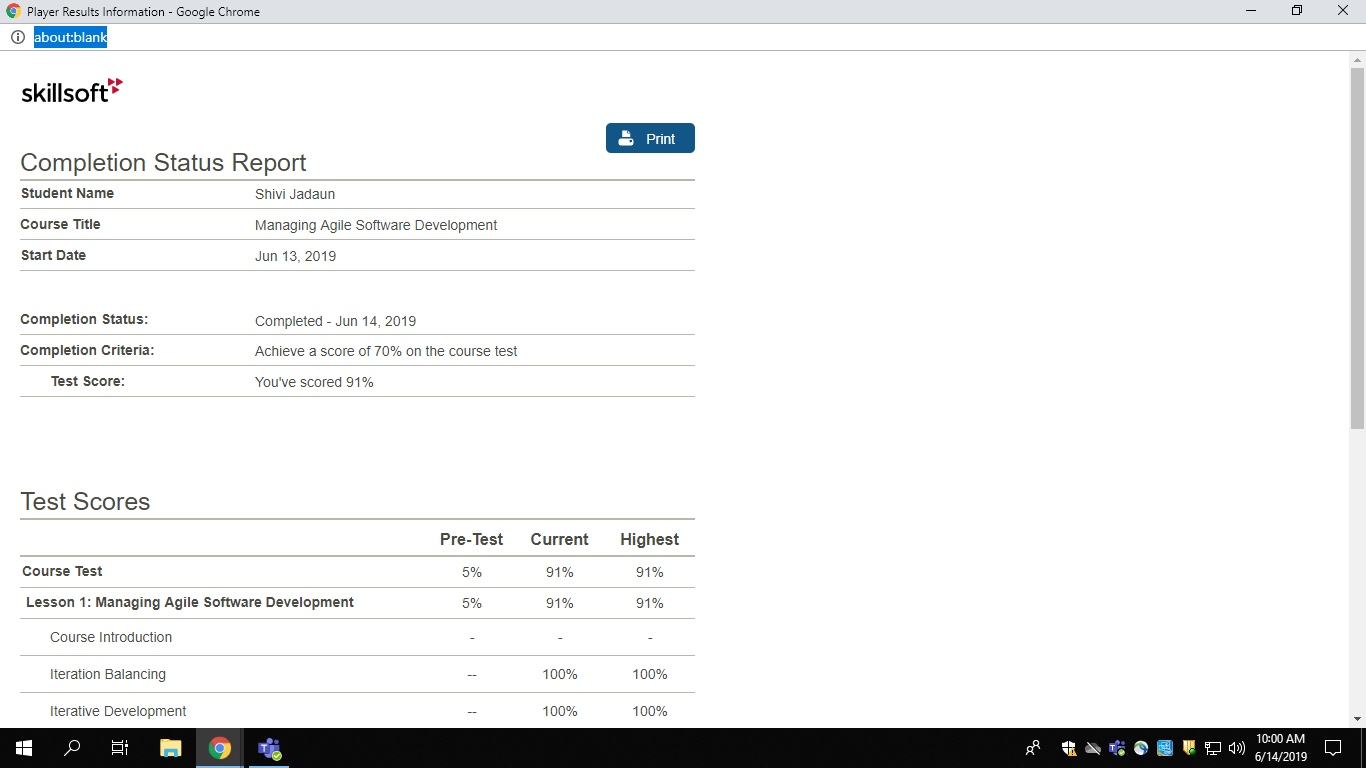 Player Results Information - Google Chrome
about:blank
skillsoft
Print
Completion Status Report
Student Name Shivi Jadaun
Course Title Managing Agile Software Development
Start Date Jun 13, 2019
Completion Status: Completed - Jun 14, 2019
Completion Criteria: Achieve a score of 70% on the course test
Test Score: You've scored 91%
Test Scores
Pre-Test Current Highest
Course Test 5% 91% 91%
Lesson 1: Managing Agile Software Development 5% 91% 91%
Course Introduction - - -
Iteration Balancing -- 100% 100%
Iterative Development -- 100% 100%
10:00 AM
6/14/2019